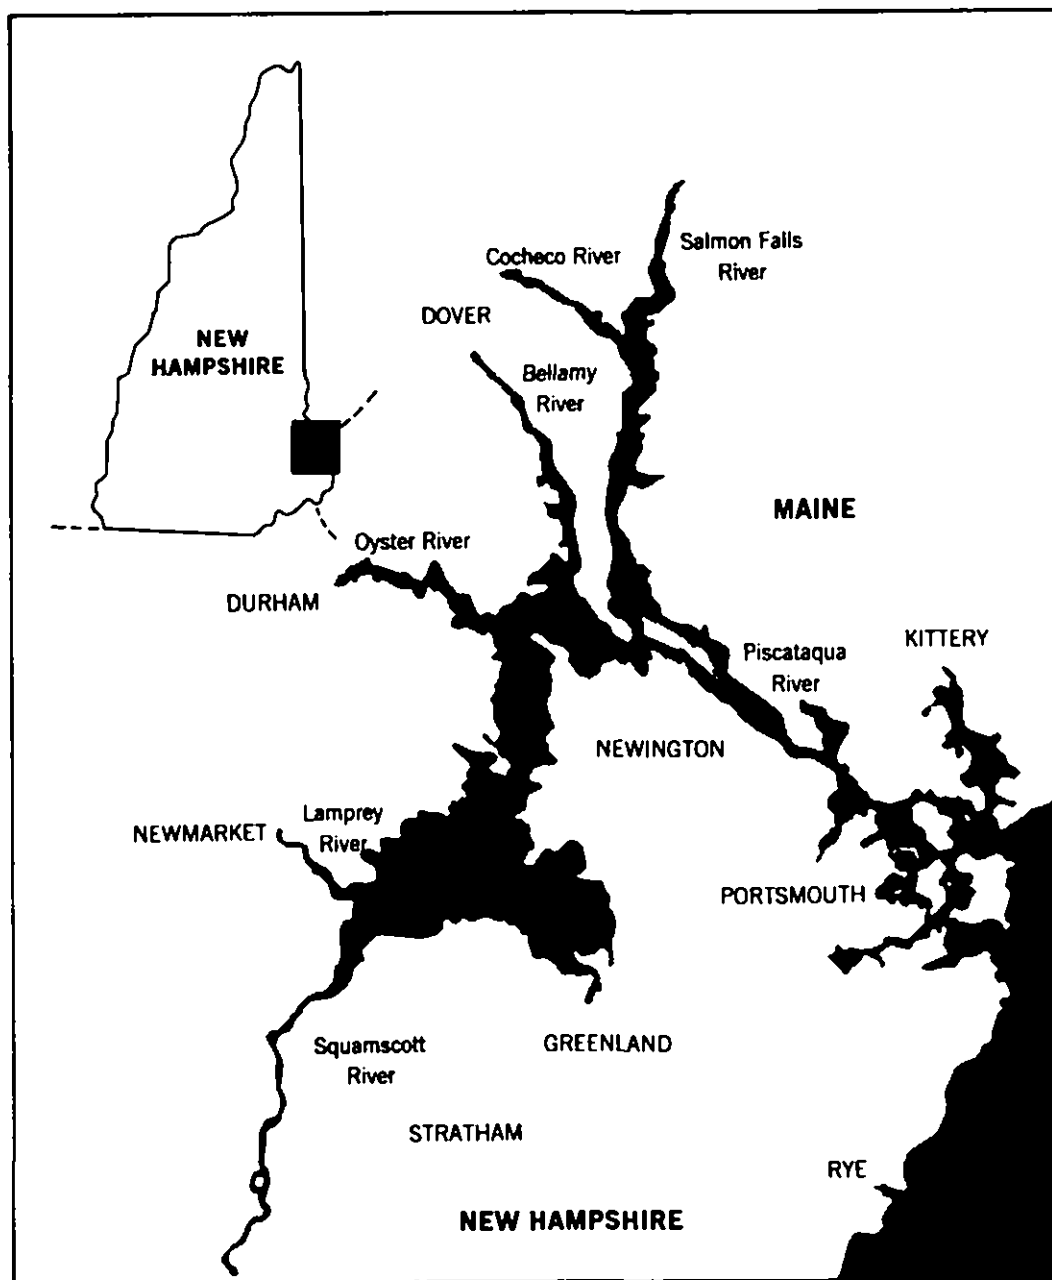 Cocheco River
Salmon Falls
River
DOVER
NEW
HAMPSHIRE
Bellamy
River
MAINE
Oyster River
DURHAM
KITTERY
Piscataqua
River
NEWINGTON
Lamprey
River
NEWMARKET
PORTSMOUTH
Squamscott
River
GREENLAND
STRATHAM
RYE
NEW HAMPSHIRE